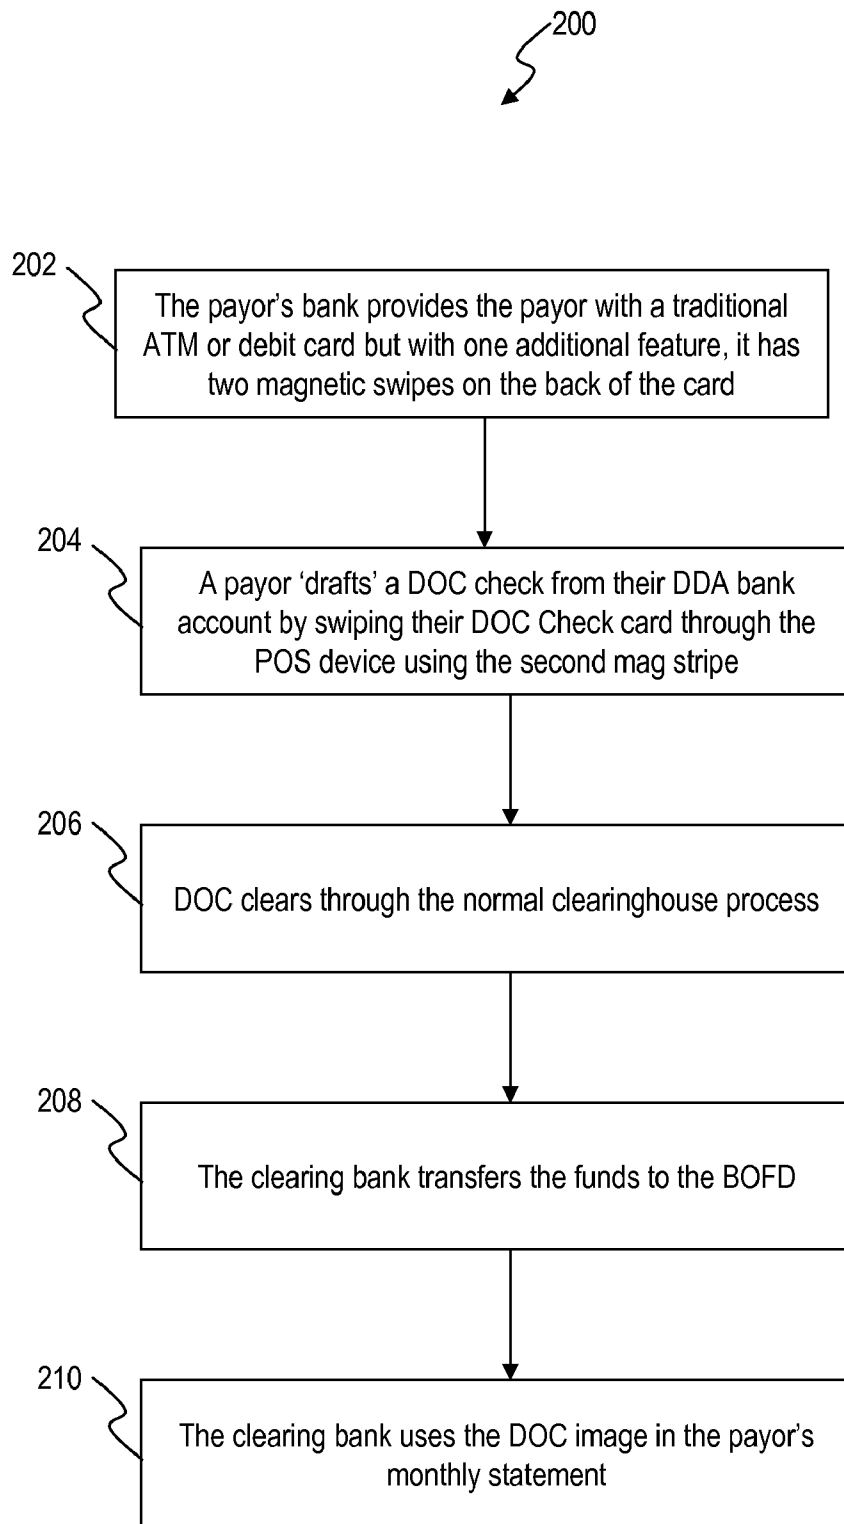 200
202
The payor’s bank provides the payor with a traditional
ATM or debit card but with one additional feature, it has
two magnetic swipes on the back of the card
204
A payor ‘drafts’ a DOC check from their DDA bank
account by swiping their DOC Check card through the
POS device using the second mag stripe
206
DOC clears through the normal clearinghouse process
208
The clearing bank transfers the funds to the BOFD
210
The clearing bank uses the DOC image in the payor’s
monthly statement